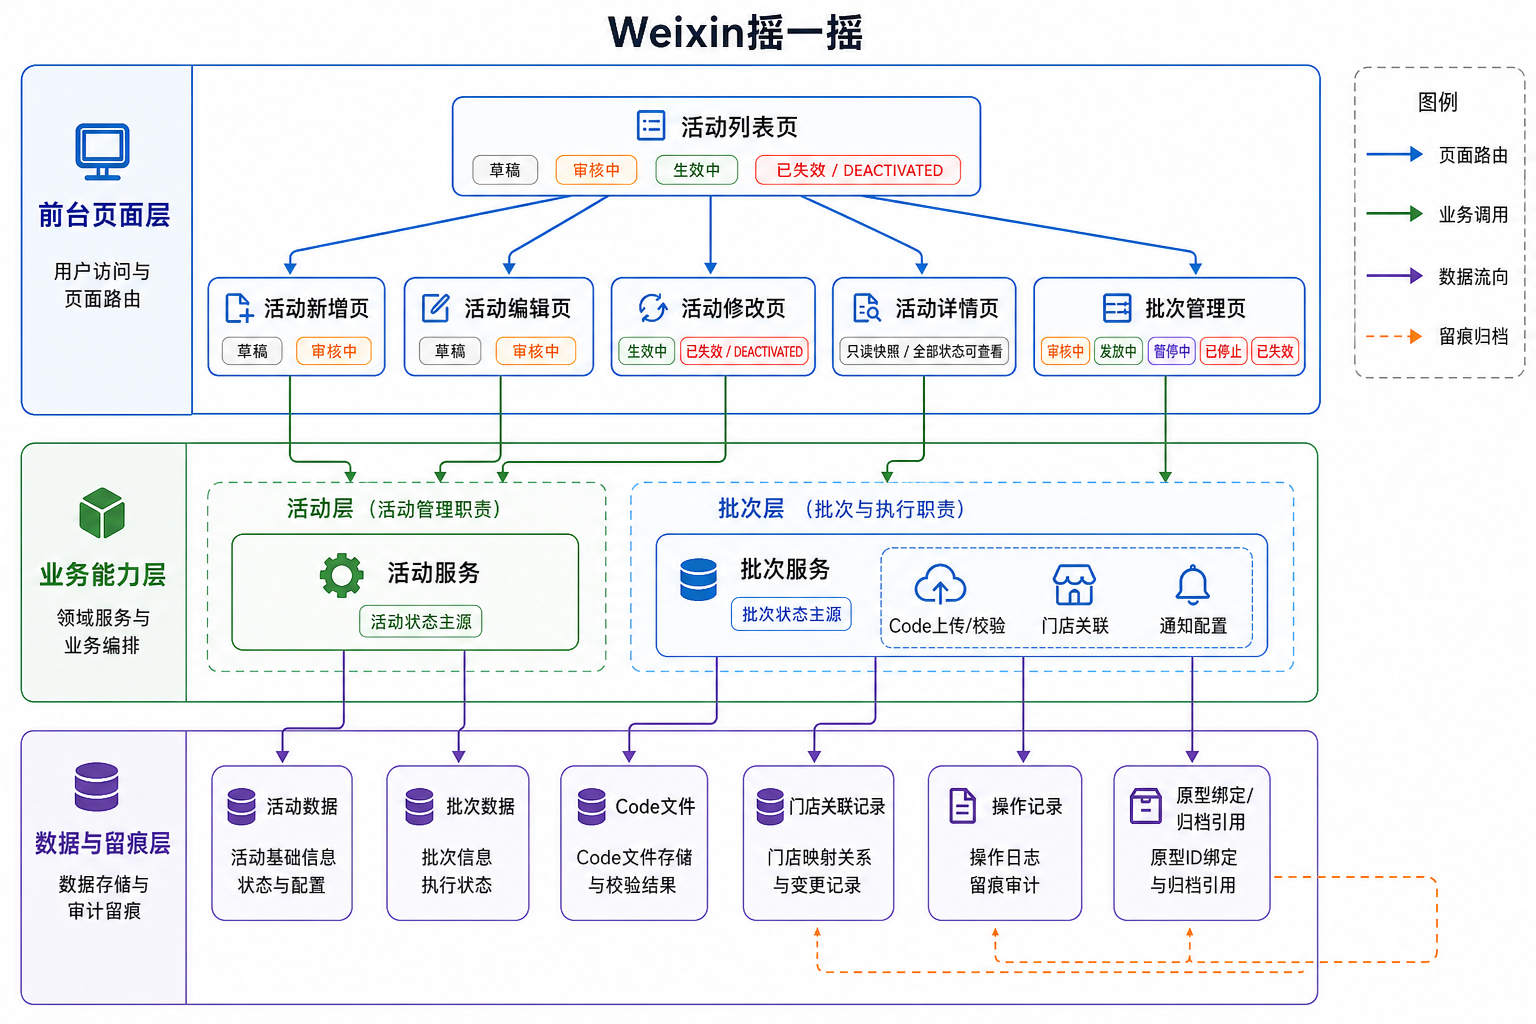 Weixin摇一摇
前台页面层
用户访问与
页面路由
活动列表页
草稿
审核中
生效中
已失效 / DEACTIVATED
活动新增页
草稿
审核中
活动编辑页
草稿
审核中
活动修改页
生效中
已失效 / DEACTIVATED
活动详情页
只读快照 / 全部状态可查看
批次管理页
审核中
发放中
暂停中
已停止
已失效
图例
页面路由
业务调用
数据流向
留痕归档
业务能力层
领域服务与
业务编排
活动层（活动管理职责）
活动服务
活动状态主源
批次层（批次与执行职责）
批次服务
批次状态主源
Code上传/校验
门店关联
通知配置
数据与留痕层
数据存储与
审计留痕
活动数据
活动基础信息
状态与配置
批次数据
批次信息
执行状态
Code文件
Code文件存储
与校验结果
门店关联记录
门店映射关系
与变更记录
操作记录
操作日志
留痕审计
原型绑定/
归档引用
原型ID绑定
与归档引用